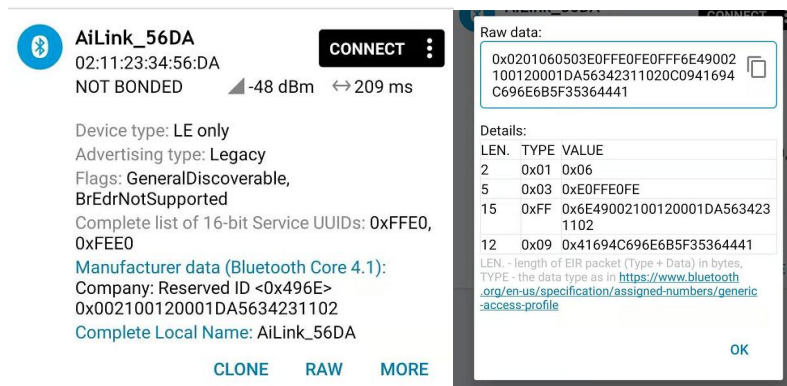 AiLink_56DA
02:11:23:34:56:DA
NOT BONDED
-48 dBm
209 ms
CONNECT
Device type: LE only
Advertising type: Legacy
Flags: GeneralDiscoverable,
BrEdrNotSupported
Complete list of 16-bit Service UUIDs: 0xFFE0,
0xFEE0
Manufacturer data (Bluetooth Core 4.1):
Company: Reserved ID <0x496E>
0x002100120001DA5634231102
Complete Local Name: AiLink_56DA
CLONE RAW MORE
Raw data:
0x0201060503E0FFE0FE0FFF6E49002
100120001DA56342311020C0941694
C696E6B5F35364441
Details:
LEN. TYPE VALUE
2 0x01 0x06
5 0x03 0xE0FFE0FE
15 0xFF 0x6E49002100120001DA563423
1102
12 0x09 0x41694C696E6B5F35364441
LEN. - length of EIR packet (Type + Data) in bytes,
TYPE - the data type as in https://www.bluetooth
.org/en-us/specification/assigned-numbers/generic
-access-profile
OK